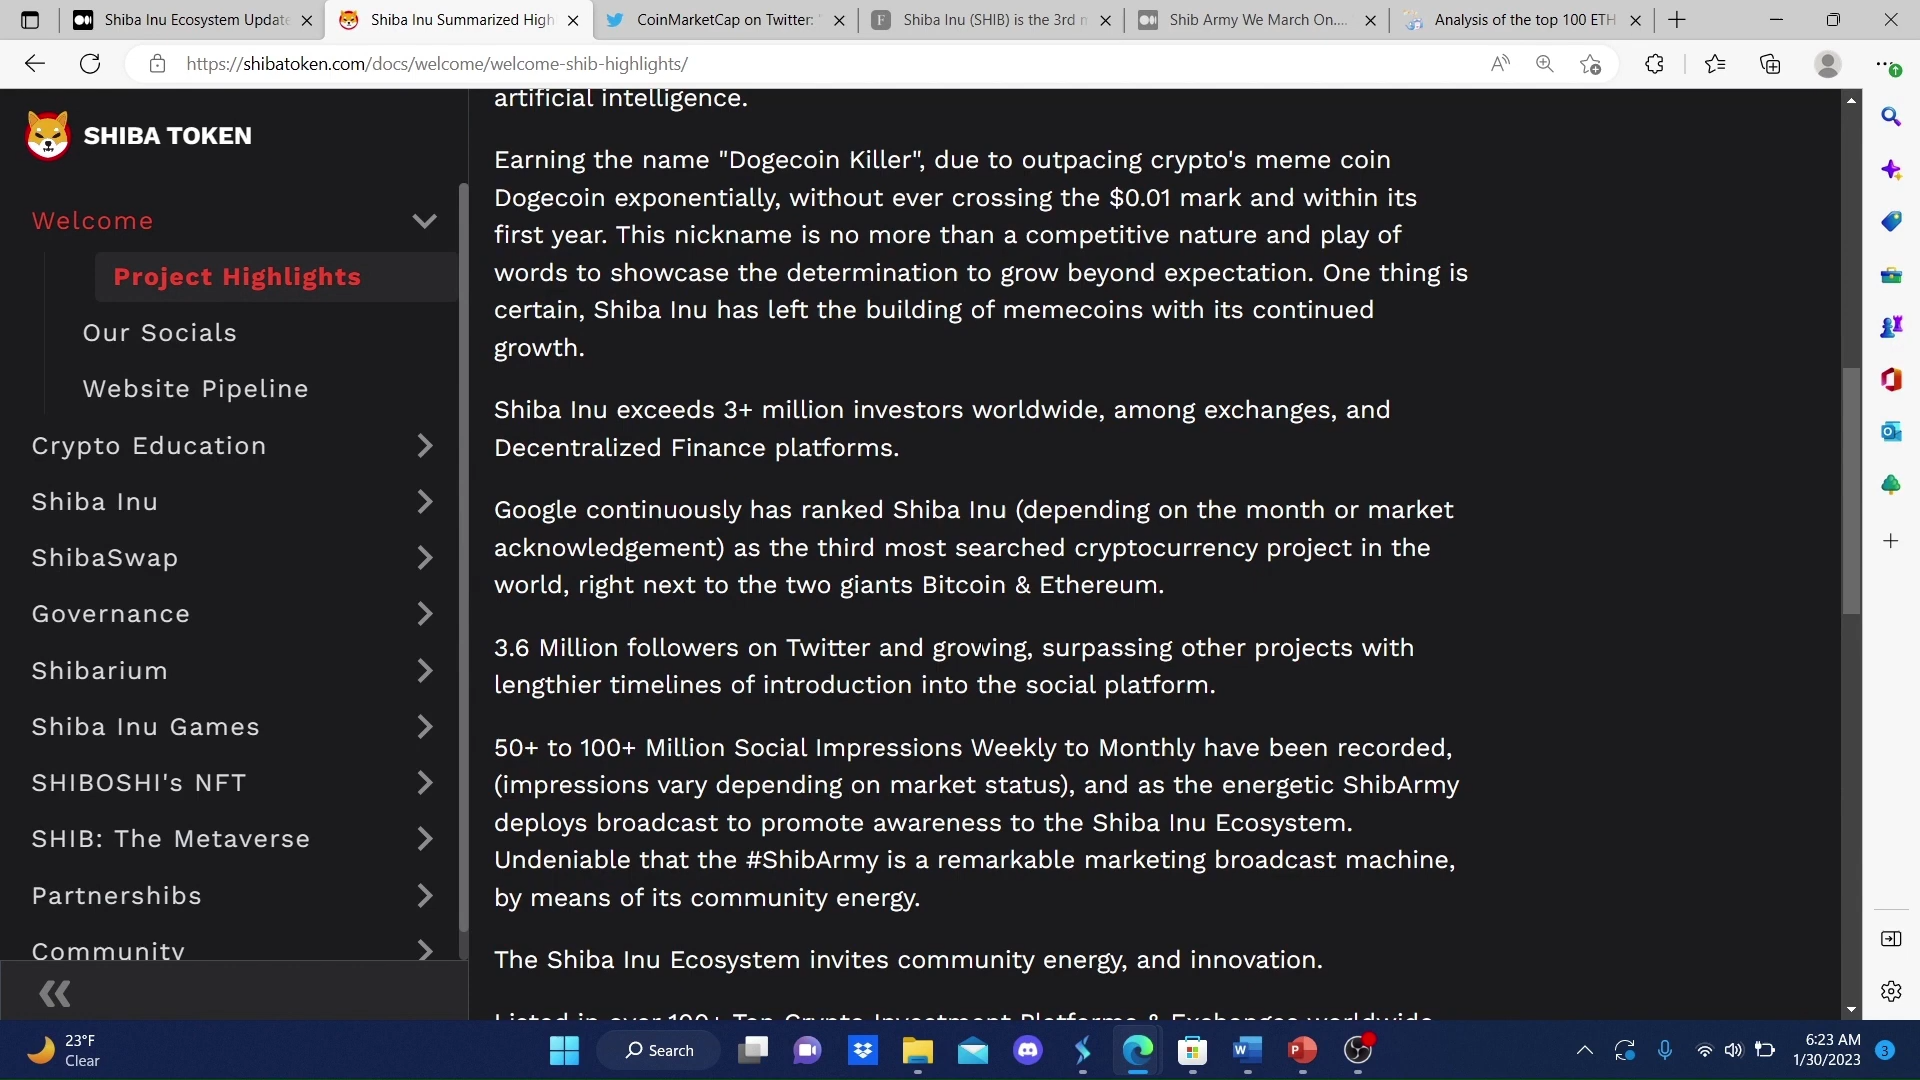 Shiba Inu Ecosystem Update
Shiba Inu Summarized High
CoinMarketCap on Twitter:
Shiba Inu (SHIB) is the 3rd m
Shib Army We March On....
Analysis of the top 100 ETH
https://shibatoken.com/docs/welcome/welcome-shib-highlights/
SHIBA TOKEN
Welcome
Project Highlights
Our Socials
Website Pipeline
Crypto Education
Shiba Inu
ShibaSwap
Governance
Shibarium
Shiba Inu Games
SHIBOSHI's NFT
SHIB: The Metaverse
Partnershibs
Community
artificial intelligence.
Earning the name "Dogecoin Killer", due to outpacing crypto's meme coin
Dogecoin exponentially, without ever crossing the $0.01 mark and within its
first year. This nickname is no more than a competitive nature and play of
words to showcase the determination to grow beyond expectation. One thing is
certain, Shiba Inu has left the building of memecoins with its continued
growth.
Shiba Inu exceeds 3+ million investors worldwide, among exchanges, and
Decentralized Finance platforms.
Google continuously has ranked Shiba Inu (depending on the month or market
acknowledgement) as the third most searched cryptocurrency project in the
world, right next to the two giants Bitcoin & Ethereum.
3.6 Million followers on Twitter and growing, surpassing other projects with
lengthier timelines of introduction into the social platform.
50+ to 100+ Million Social Impressions Weekly to Monthly have been recorded,
(impressions vary depending on market status), and as the energetic ShibArmy
deploys broadcast to promote awareness to the Shiba Inu Ecosystem.
Undeniable that the #ShibArmy is a remarkable marketing broadcast machine,
by means of its community energy.
The Shiba Inu Ecosystem invites community energy, and innovation.
Listed in over 100+ Top Crypto Investment Platforms & Exchanges worldwide
23°F
Clear
Search
6:23 AM
1/30/2023
3